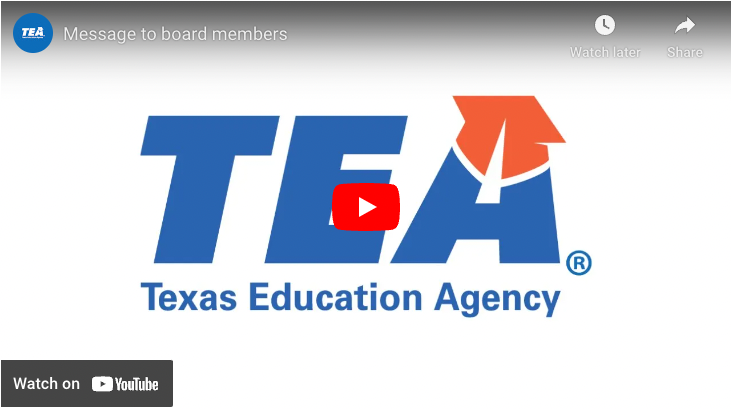 TEA
Message to board members
Watch later
Share
TEA®
Texas Education Agency
Watch on YouTube